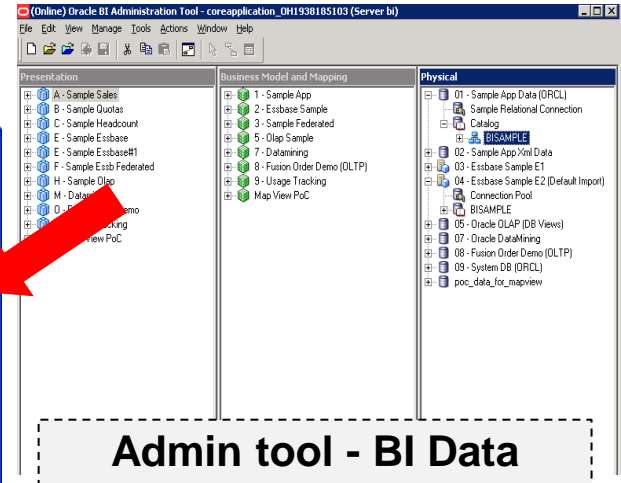 (Online) Oracle BI Administration Tool - coreapplication_OH1938185103 (Server bi)
File Edit View Manage Tools Actions Window Help
Presentation
A - Sample Sales
B - Sample Quotas
C - Sample Headcount
E - Sample Essbase
E - Sample Essbase#1
F - Sample Essb Federated
H - Sample Olap
M -
Business Model and Mapping
1 - Sample App
2 - Essbase Sample
3 - Sample Federated
5 - Olap Sample
7 - Datamining
8 - Fusion Order Demo (OLTP)
9 - Usage Tracking
Map View PoC
Physical
01 - Sample App Data (ORCL)
Sample Relational Connection
Catalog
BISAMPLE
02 - Sample App Xml Data
03 - Essbase Sample E1
04 - Essbase Sample E2 (Default Import)
Connection Pool
BISAMPLE
05 - Oracle OLAP (DB Views)
07 - Oracle DataMining
08 - Fusion Order Demo (OLTP)
09 - System DB (ORCL)
poc_data_for_mapview
Admin tool - BI Data